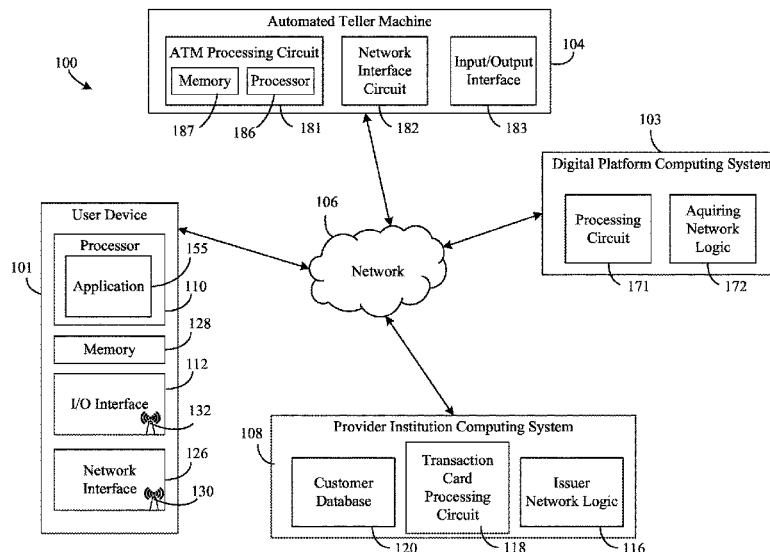 Automated Teller Machine
ATM Processing Circuit
Memory
Processor
Network
Interface
Circuit
Input/Output
Interface
104
100
187
186
181
182
183
103
Digital Platform Computing System
Processing
Circuit
Aquiring
Network
Logic
171
172
106
Network
User Device
Processor
Application
101
155
110
Memory
128
112
I/O Interface
132
Network
Interface
126
130
108
Provider Institution Computing System
Customer
Database
Transaction
Card
Processing
Circuit
Issuer
Network Logic
120
118
116